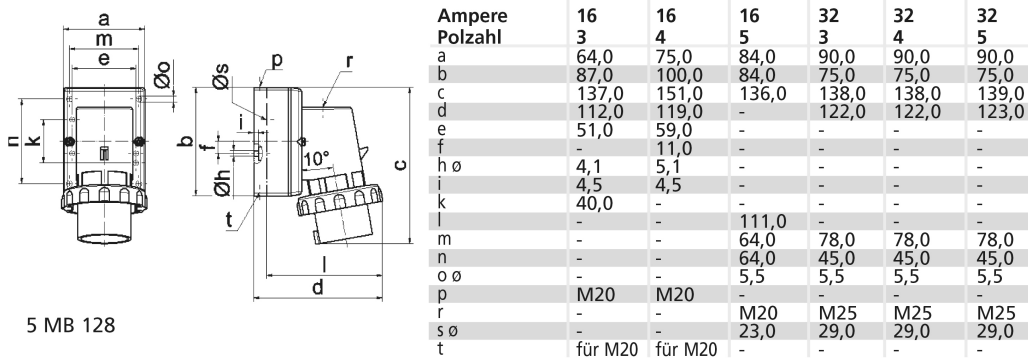 a
m
e
n
k
Øo
Øs
p
r
i
b
f
Øh
t
10°
c
l
d
5 MB 128
Ampere 16 16 16 32 32 32
Polzahl 3 4 5 3 4 5
a 64,0 75,0 84,0 90,0 90,0 90,0
b 87,0 100,0 84,0 75,0 75,0 75,0
c 137,0 151,0 136,0 138,0 138,0 139,0
d 112,0 119,0 - 122,0 122,0 123,0
e 51,0 59,0 - - - -
f - 11,0 - - - -
h ø 4,1 5,1 - - - -
i 4,5 4,5 - - - -
k 40,0 - - - - -
l - - 111,0 - - -
m - - 64,0 78,0 78,0 78,0
n - - 64,0 45,0 45,0 45,0
o ø - - 5,5 5,5 5,5 5,5
p M20 M20 - - - -
r - - M20 M25 M25 M25
s ø - - 23,0 29,0 29,0 29,0
t für M20 für M20 - - - -